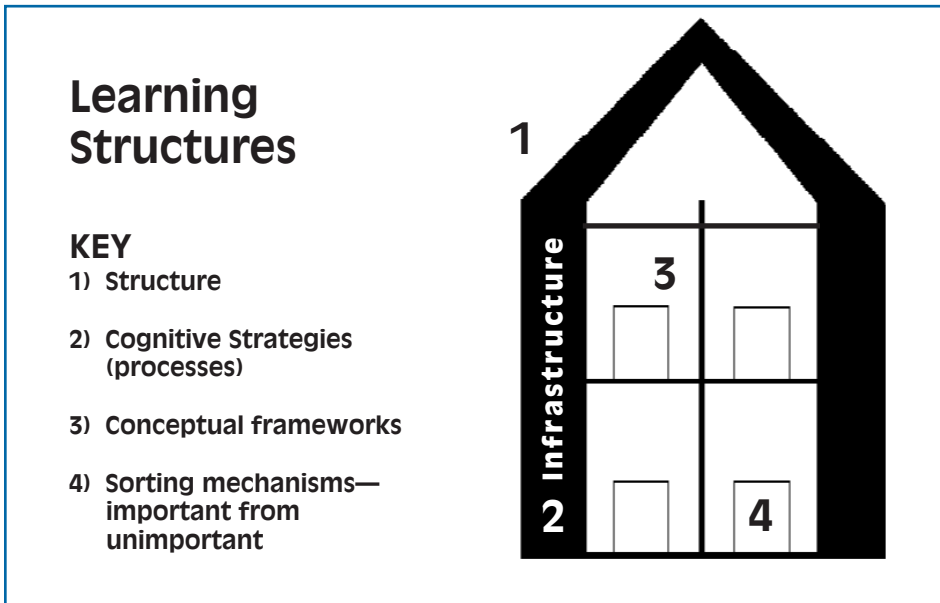 Learning
Structures
KEY
1) Structure
2) Cognitive Strategies
(processes)
3) Conceptual frameworks
4) Sorting mechanisms—
important from
unimportant
1
2 Infrastructure
3
4